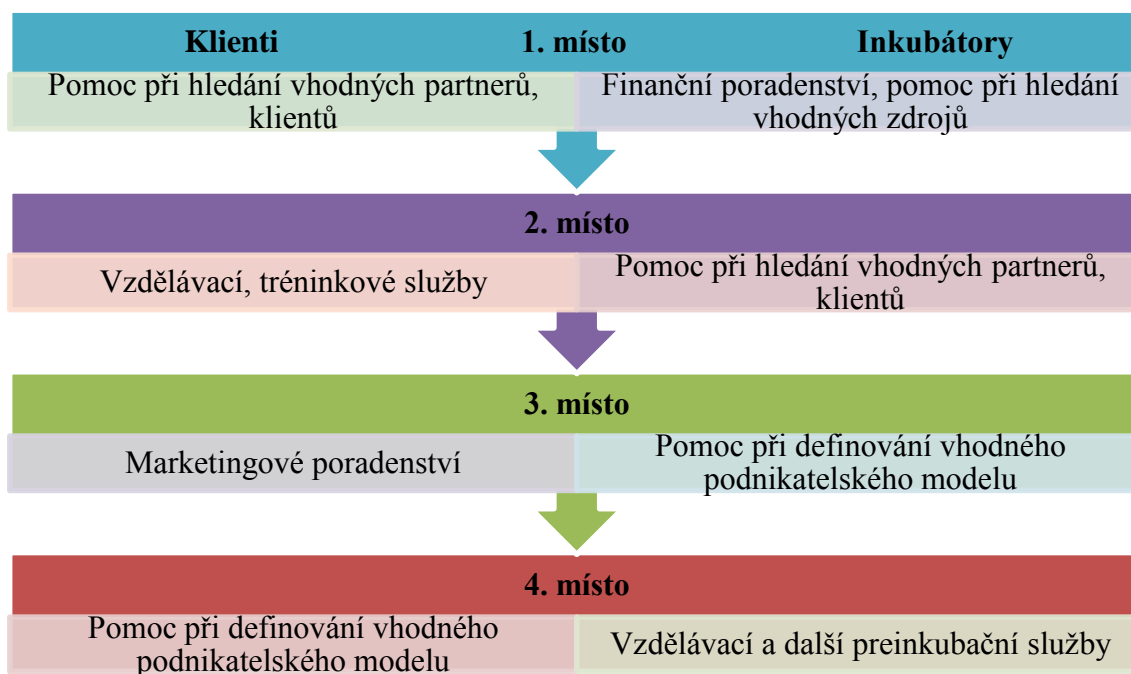 Klienti 1. místo Inkubátory
Pomoc při hledání vhodných partnerů,
klientů
Finanční poradenství, pomoc při hledání
vhodných zdrojů
2. místo
Vzdělávací, tréninkové služby
Pomoc při hledání vhodných partnerů,
klientů
3. místo
Marketingové poradenství
Pomoc při definování vhodného
podnikatelského modelu
4. místo
Pomoc při definování vhodného
podnikatelského modelu
Vzdělávací a další preinkubační služby